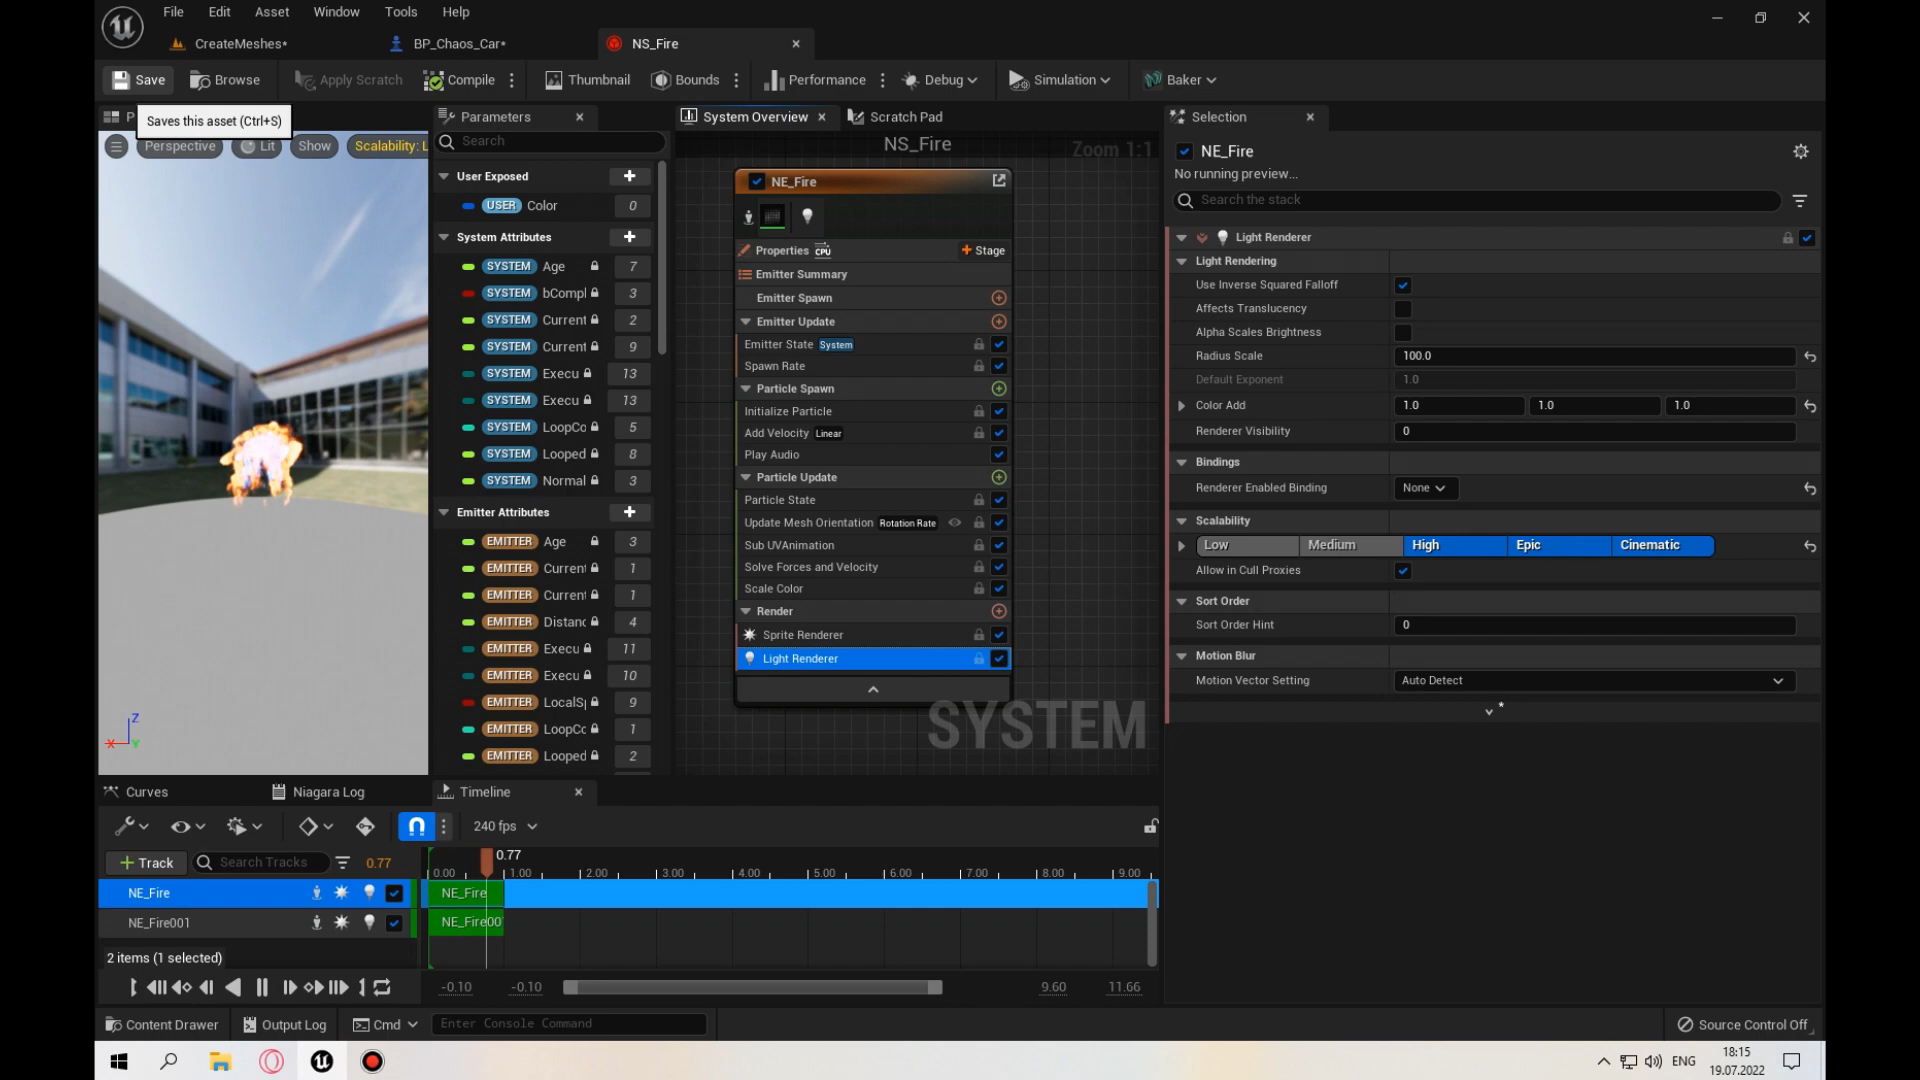 File Edit Asset Window Tools Help
CreateMeshes* BP_Chaos_Car* NS_Fire
Save Browse Apply Scratch Compile Thumbnail Bounds Performance Debug Simulation Baker
Saves this asset (Ctrl+S)
P
Perspective Lit Show Scalability: L
Parameters
Search
User Exposed
USER Color 0
System Attributes
SYSTEM Age 7
SYSTEM bCompl 3
SYSTEM Current 2
SYSTEM Current 9
SYSTEM Execu 13
SYSTEM Execu 13
SYSTEM LoopCo 5
SYSTEM Looped 8
SYSTEM Normal 3
Emitter Attributes
EMITTER Age 3
EMITTER Current 1
EMITTER Current 1
EMITTER Distanc 4
EMITTER Execu 11
EMITTER Execu 10
EMITTER LocalS 9
EMITTER LoopCo 1
EMITTER Looped 2
Z
X Y
System Overview Scratch Pad
NS_Fire
Zoom 1:1
NE_Fire
Properties CPU Stage
Emitter Summary
Emitter Spawn
Emitter Update
Emitter State System
Spawn Rate
Particle Spawn
Initialize Particle
Add Velocity Linear
Play Audio
Particle Update
Particle State
Update Mesh Orientation Rotation Rate
Sub UVAnimation
Solve Forces and Velocity
Scale Color
Render
Sprite Renderer
Light Renderer
SYSTEM
Selection
NE_Fire
No running preview...
Search the stack
Light Renderer
Light Rendering
Use Inverse Squared Falloff
Affects Translucency
Alpha Scales Brightness
Radius Scale 100.0
Default Exponent 1.0
Color Add 1.0 1.0 1.0
Renderer Visibility 0
Bindings
Renderer Enabled Binding None
Scalability
Low Medium High Epic Cinematic
Allow in Cull Proxies
Sort Order
Sort Order Hint 0
Motion Blur
Motion Vector Setting Auto Detect
Curves Niagara Log Timeline
240 fps
Track Search Tracks 0.77
0.77
0.00 1.00 2.00 3.00 4.00 5.00 6.00 7.00 8.00 9.00
NE_Fire NE_Fire
NE_Fire001 NE_Fire00
2 items (1 selected)
-0.10 -0.10 9.60 11.66
Content Drawer Output Log Cmd Enter Console Command Source Control Off
ENG 18:15
19.07.2022